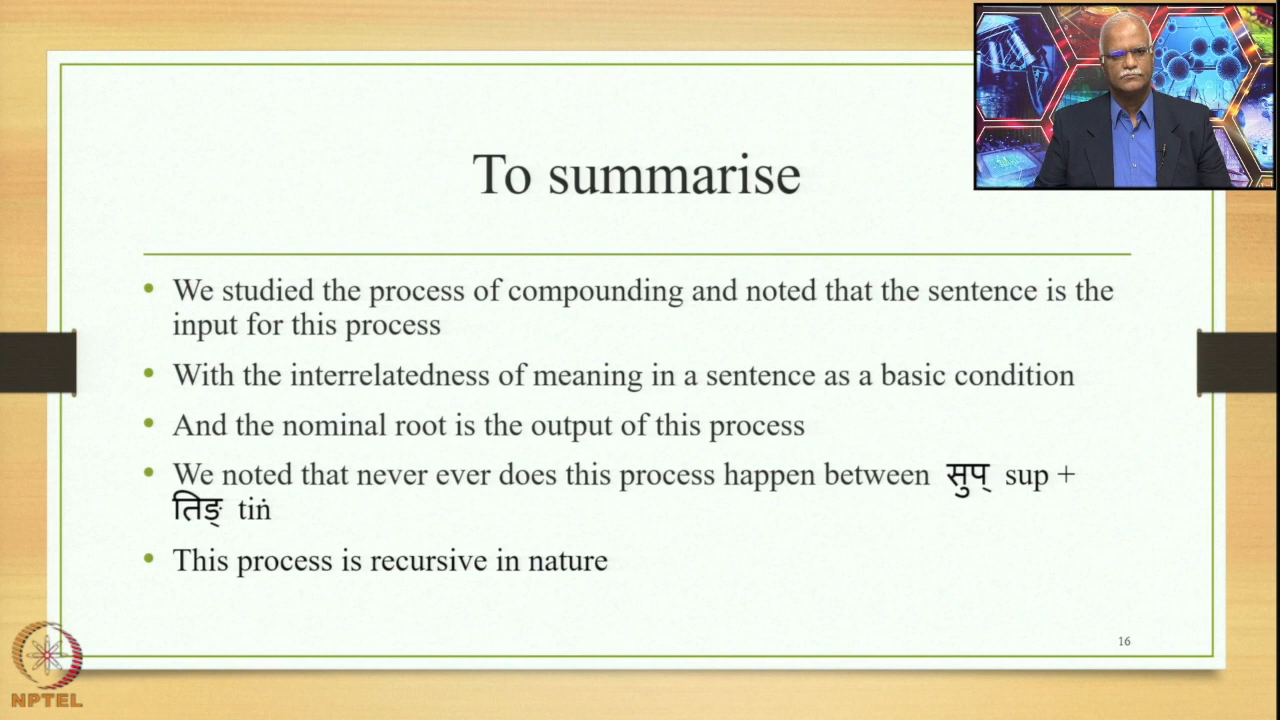 To summarise
• We studied the process of compounding and noted that the sentence is the
input for this process
• With the interrelatedness of meaning in a sentence as a basic condition
• And the nominal root is the output of this process
• We noted that never ever does this process happen between सुप् sup +
तिङ् tiṅ
• This process is recursive in nature
16
NPTEL